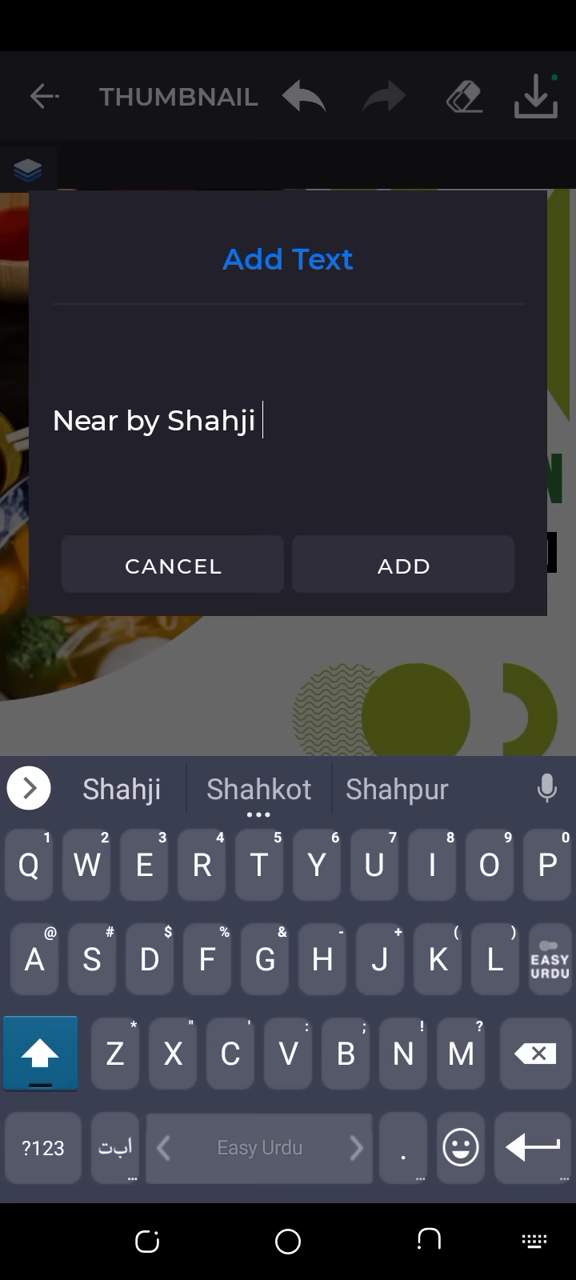 THUMBNAIL
Add Text
Near by Shahji
N
CANCEL ADD
Shahji Shahkot Shahpur
1 2 3 4 5 6 7 8 9 0
Q W E R T Y U I O P
@ # $ % & - + ( )
A S D F G H J K L EASY URDU
* " ' : ; ! ?
Z X C V B N M
?123 ابت Easy Urdu .